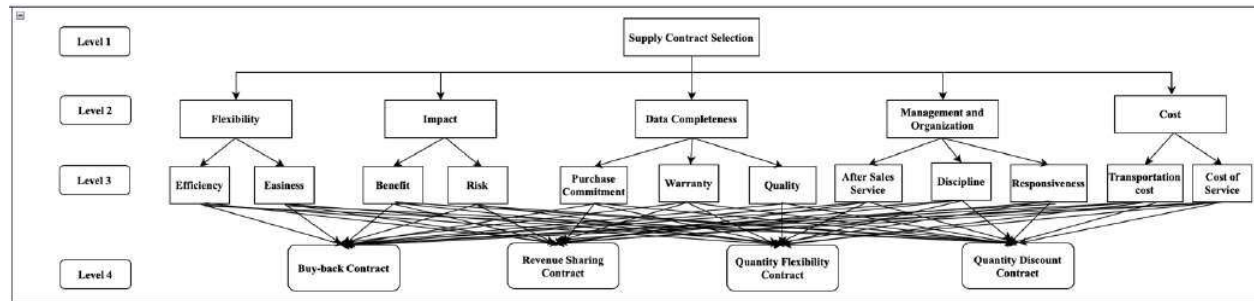 Level 1
Supply Contract Selection
Level 2
Flexibility
Impact
Data Completeness
Management and
Organization
Cost
Level 3
Efficiency
Easiness
Benefit
Risk
Purchase
Commitment
Warranty
Quality
After Sales
Service
Discipline
Responsiveness
Transportation
cost
Cost of
Service
Level 4
Buy-back Contract
Revenue Sharing
Contract
Quantity Flexibility
Contract
Quantity Discount
Contract